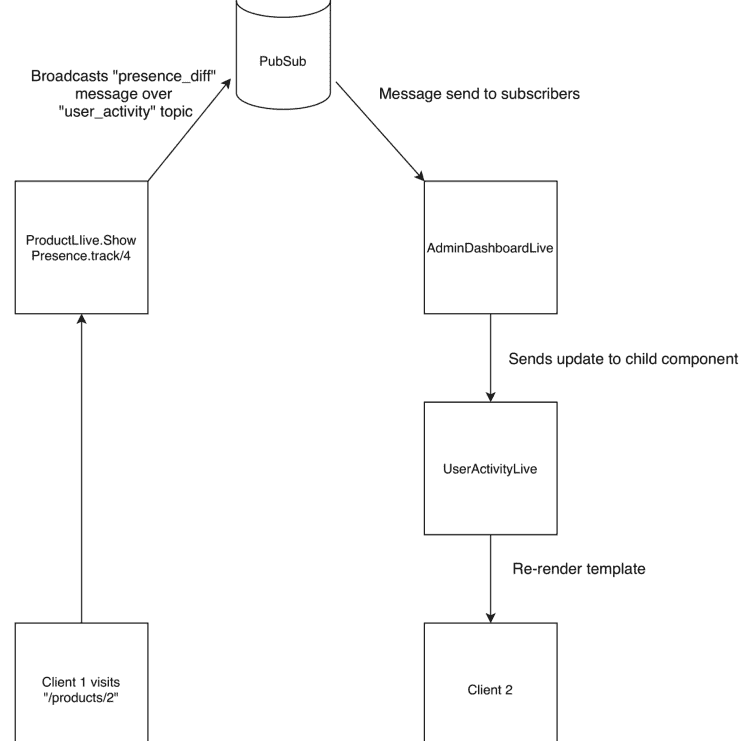 PubSub
Broadcasts "presence_diff"
message over
"user_activity" topic
Message send to subscribers
ProductLlive.Show
Presence.track/4
AdminDashboardLive
Sends update to child component
UserActivityLive
Re-render template
Client 1 visits
"/products/2"
Client 2